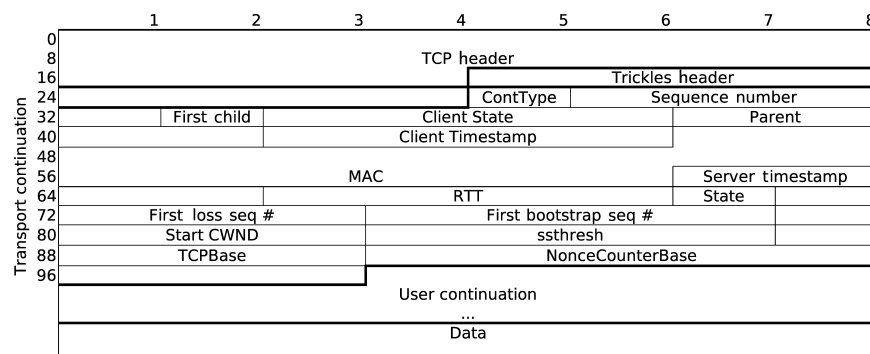 1 2 3 4 5 6 7 8
0
8 TCP header
16 Trickles header
24 ContType Sequence number
32 First child Client State Parent
40 Client Timestamp
48
56 MAC Server timestamp
64 RTT State
72 First loss seq # First bootstrap seq #
80 Start CWND ssthresh
88 TCPBase NonceCounterBase
96
Transport continuation
User continuation
...
Data